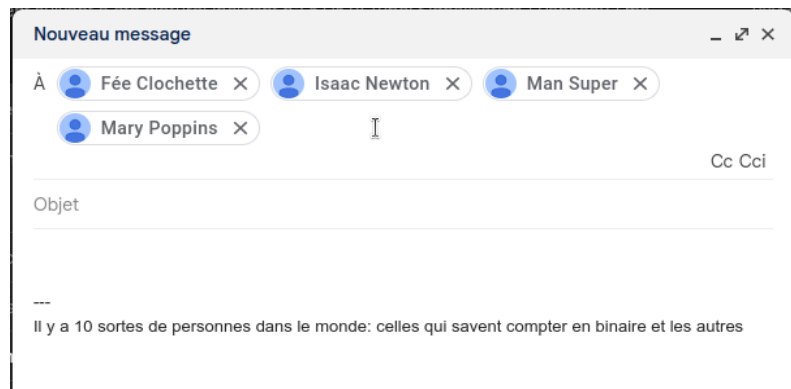 Nouveau message
À Fée Clochette Isaac Newton Man Super
Mary Poppins
Cc Cci
Objet
---
Il y a 10 sortes de personnes dans le monde: celles qui savent compter en binaire et les autres